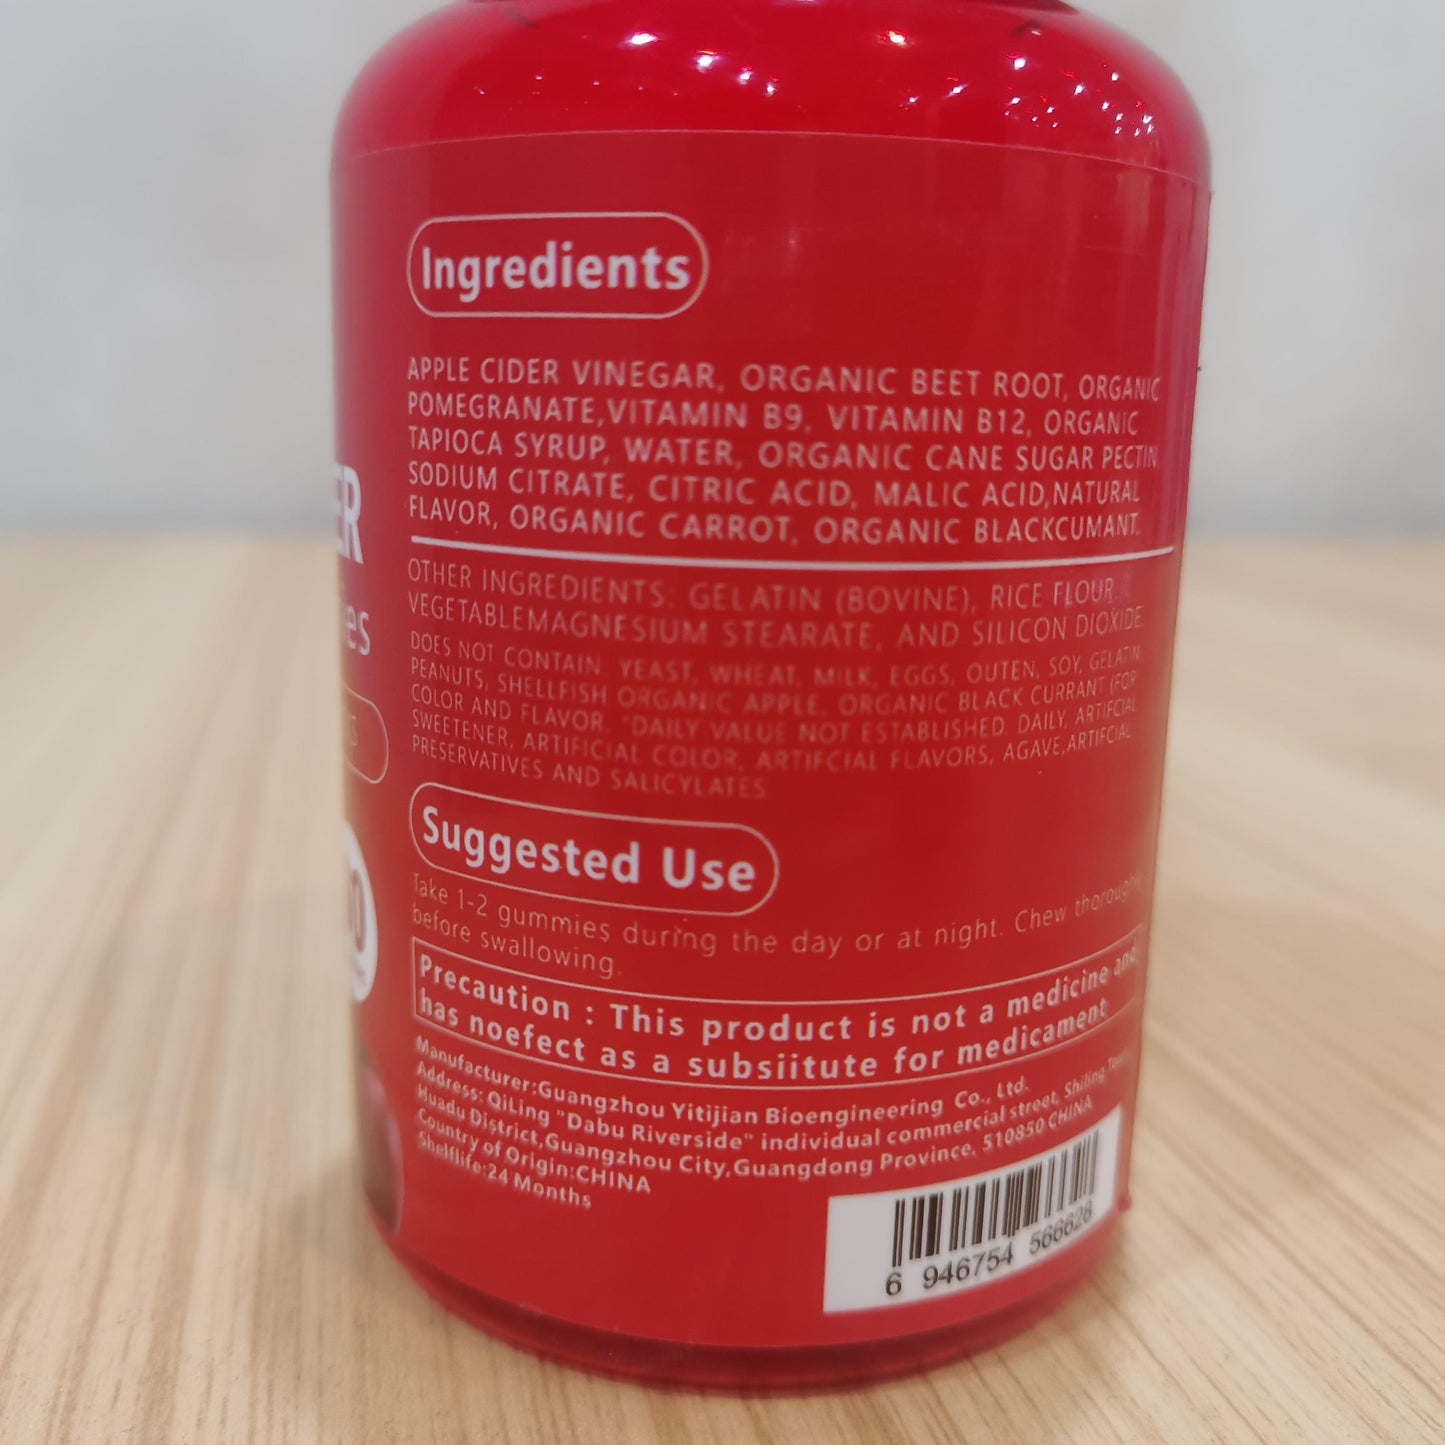 Ingredients
APPLE CIDER VINEGAR, ORGANIC BEET ROOT, ORGANIC
POMEGRANATE,VITAMIN B9, VITAMIN B12, ORGANIC
TAPIOCA SYRUP, WATER, ORGANIC CANE SUGAR PECTIN,
SODIUM CITRATE, CITRIC ACID, MALIC ACID,NATURAL
FLAVOR, ORGANIC CARROT, ORGANIC BLACKCUMANT.
OTHER INGREDIENTS: GELATIN (BOVINE), RICE FLOUR
VEGETABLEMAGNESIUM STEARATE, AND SILICON DIOXIDE.
DOES NOT CONTAIN: YEAST, WHEAT, MILK, EGGS, OUTEN, SOY, GELATIN
PEANUTS, SHELLFISH ORGANIC APPLE, ORGANIC BLACK CURRANT (FOR
COLOR AND FLAVOR. *DAILY VALUE NOT ESTABLISHED. DAILY, ARTIFCIAL
SWEETENER, ARTIFICIAL COLOR, ARTIFCIAL FLAVORS, AGAVE,ARTIFCIAL
PRESERVATIVES AND SALICYLATES.
Suggested Use
Take 1-2 gummies during the day or at night. Chew
before swallowing.
Precaution : This product is not a medicine and
has noefect as a subsiitute for medicament
Manufacturer:Guangzhou Yitijian Bioengineering Co., Ltd.
Address: QiLing "Dabu Riverside" individual commercial street, Shiling
Huadu District,Guangzhou City,Guangdong Province, 510850 CHINA
Country of Origin:CHINA
Shelflife:24 Months
6 946754 566628
ER
ies